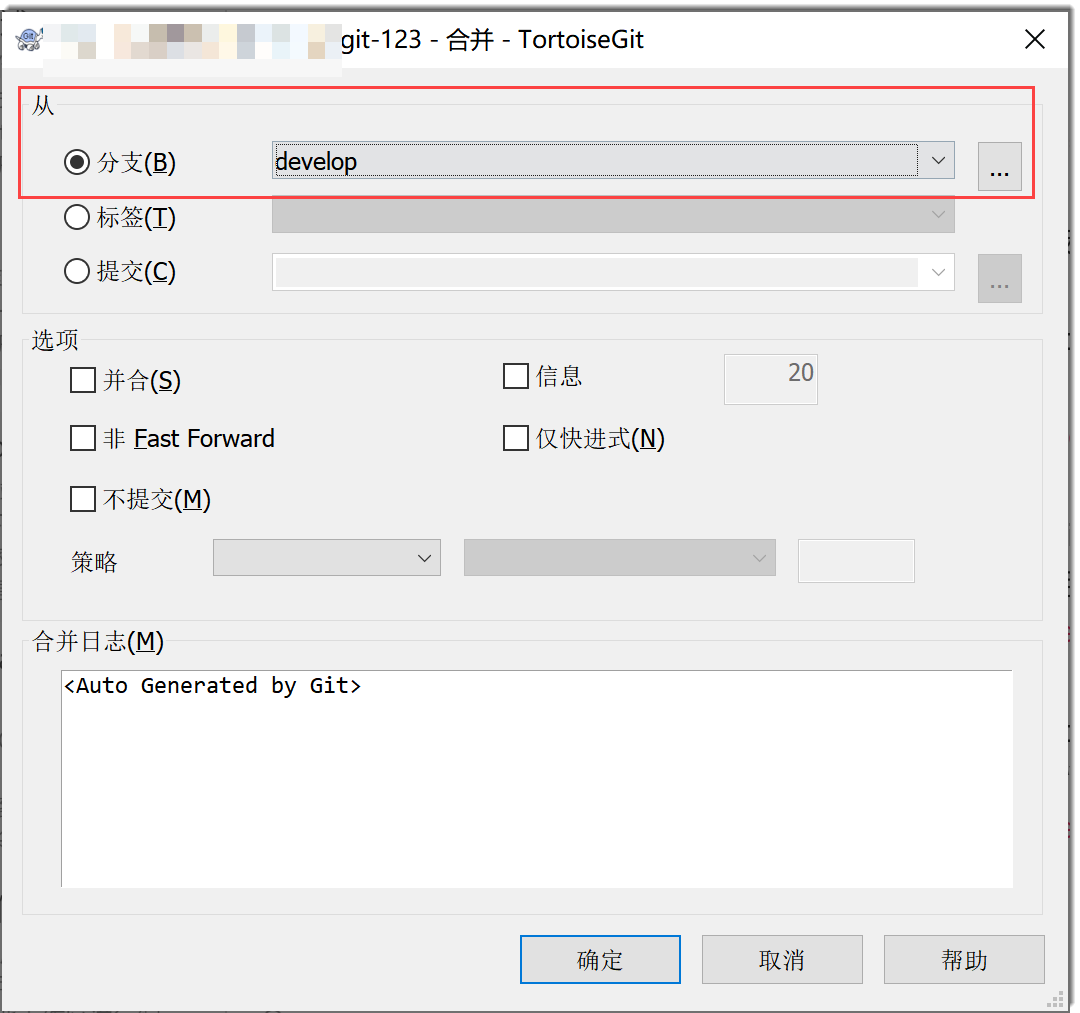 git-123 - 合并 - TortoiseGit
从
分支(B) develop ...
标签(T)
提交(C) ...
选项
并合(S) 信息 20
非 Fast Forward 仅快进式(N)
不提交(M)
策略
合并日志(M)
<Auto Generated by Git>
确定 取消 帮助